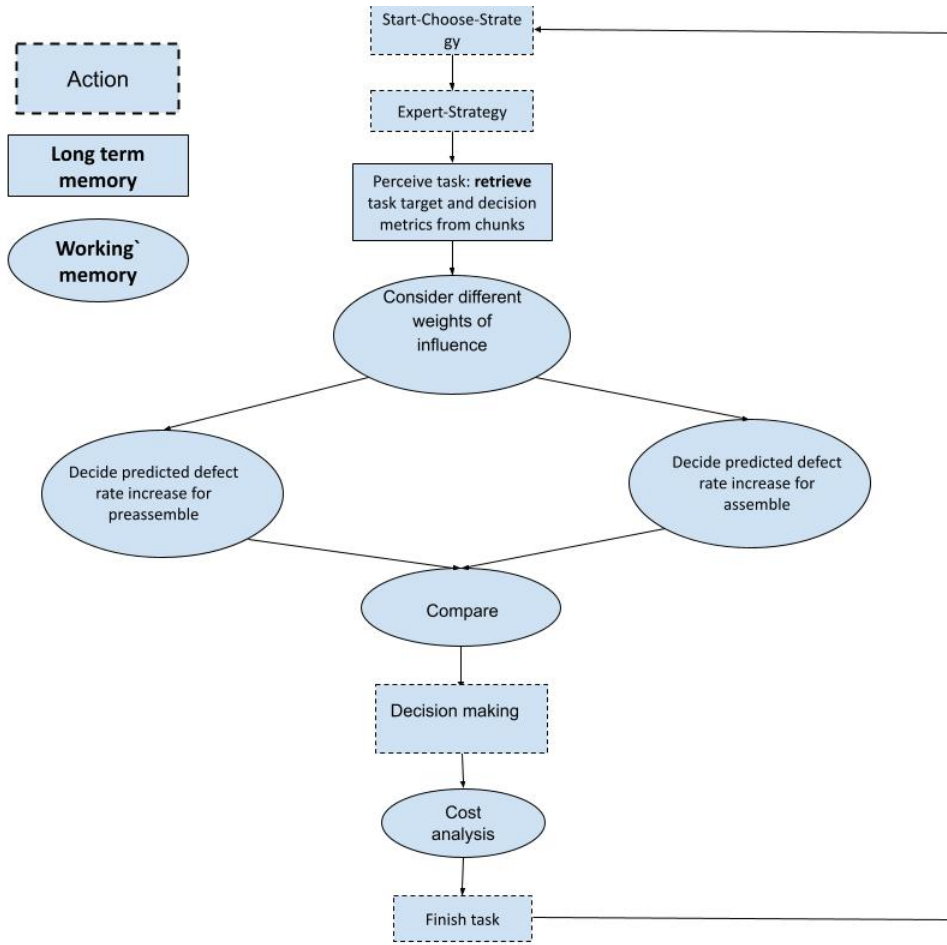 Start-Choose-Strate
gy
Action
Expert-Strategy
Long term
memory
Perceive task: retrieve
task target and decision
metrics from chunks
Working`
memory
Consider different
weights of
influence
Decide predicted defect
rate increase for
preassemble
Decide predicted defect
rate increase for
assemble
Compare
Decision making
Cost
analysis
Finish task